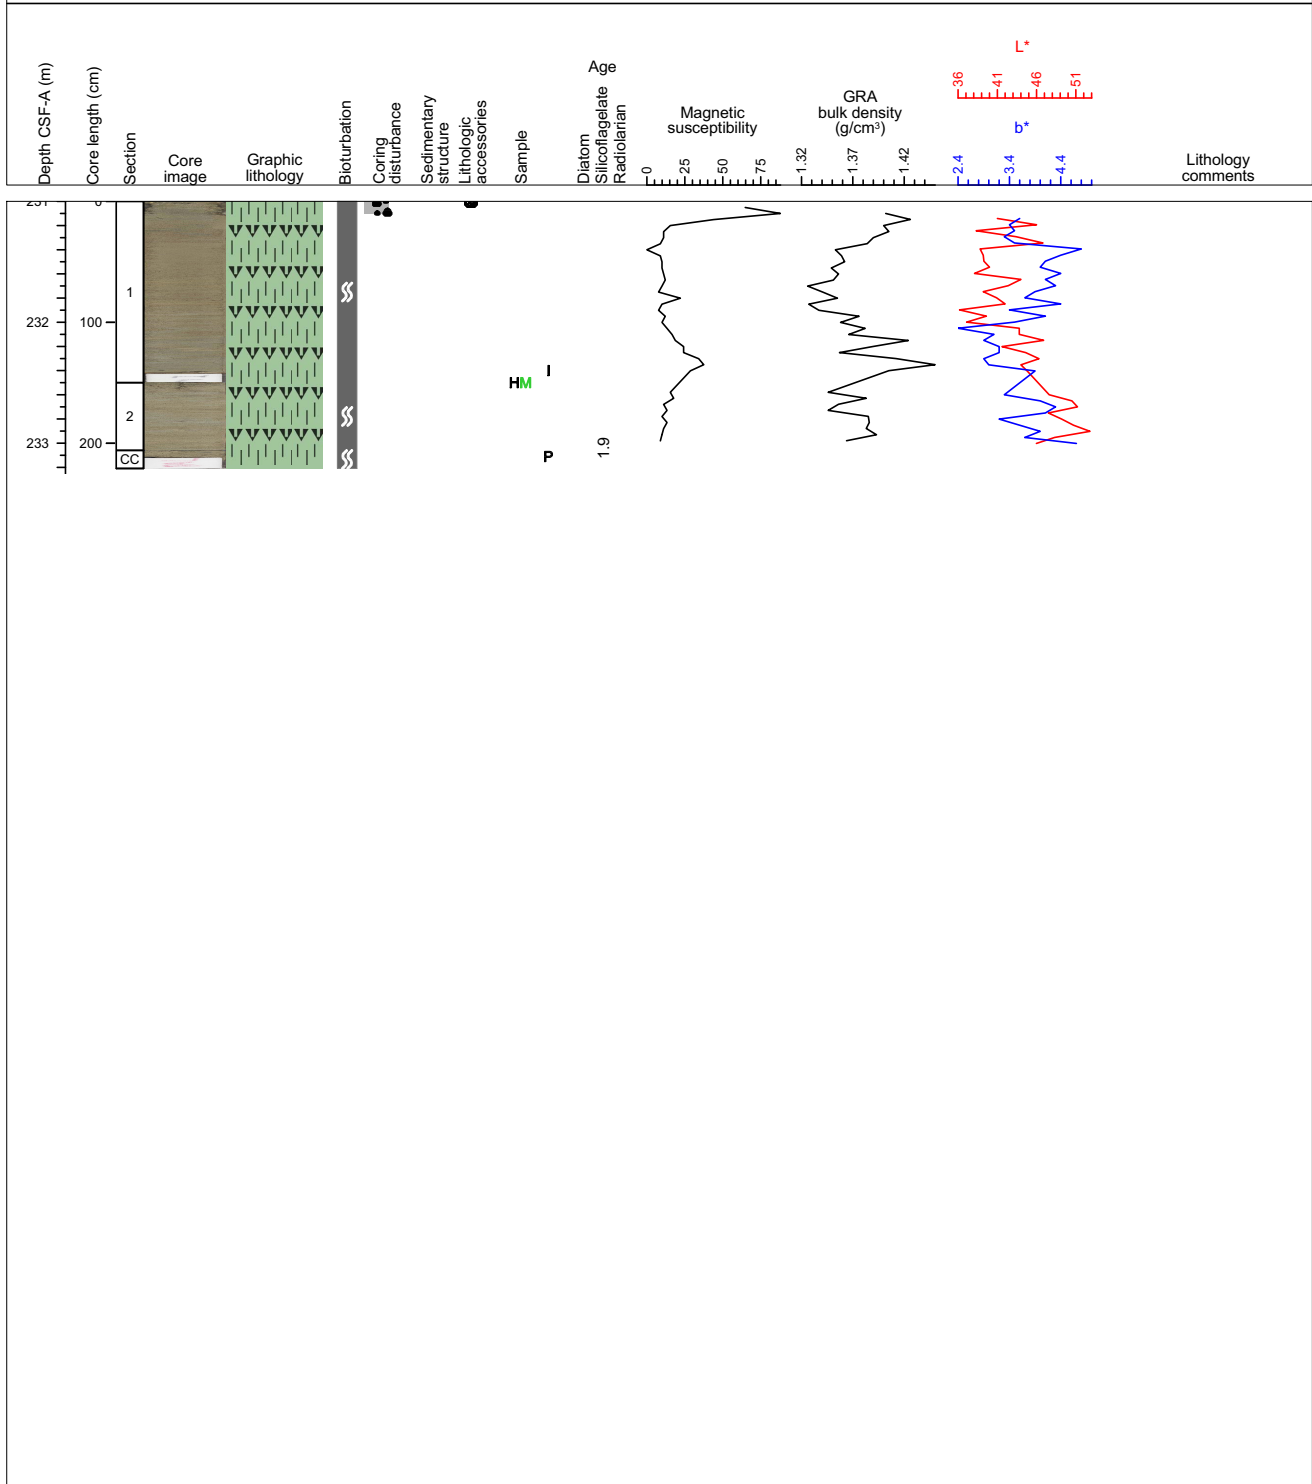 Depth CSF-A (m)
Core length (cm)
Section
Core
image
Graphic
lithology
Bioturbation
Coring
disturbance
Sedimentary
structure
Lithologic
accessories
Sample
Age
Diatom
Silicoflagelate
Radiolarian
Magnetic
susceptibility
0
25
50
75
GRA
bulk density
(g/cm³)
1.32
1.37
1.42
L*
36
41
46
51
b*
2.4
3.4
4.4
Lithology
comments
231
0
1
232
100
I
HM
2
233
200
CC
P
1.9